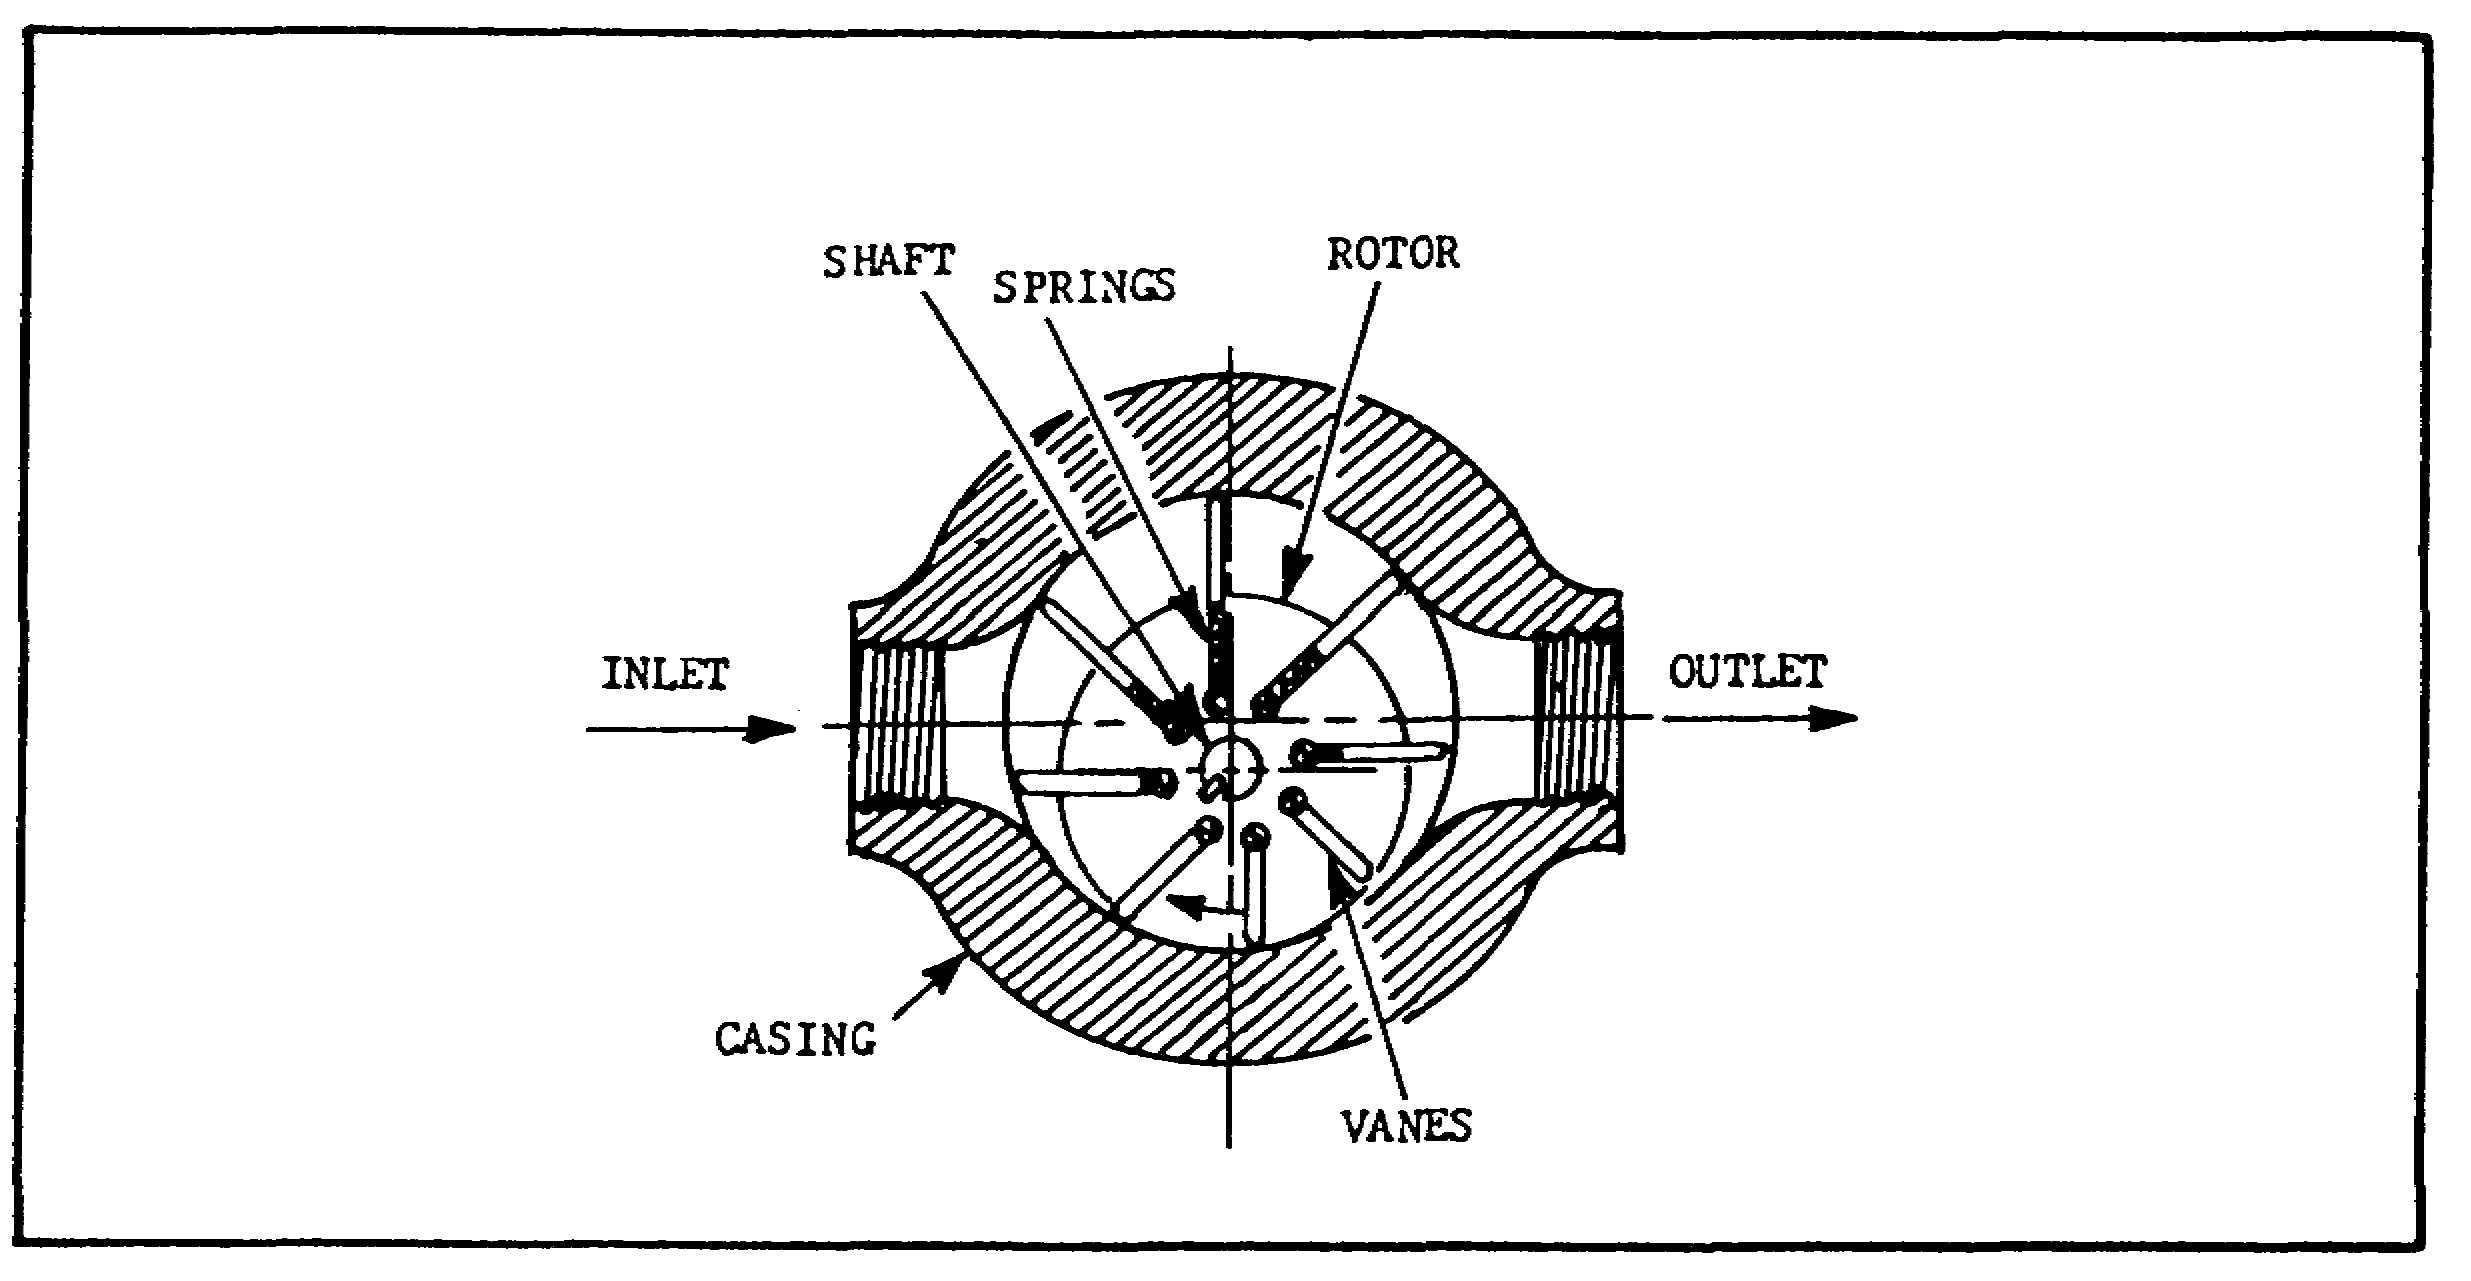 SHAFT
SPRINGS
ROTOR
INLET
OUTLET
CASING
VANES